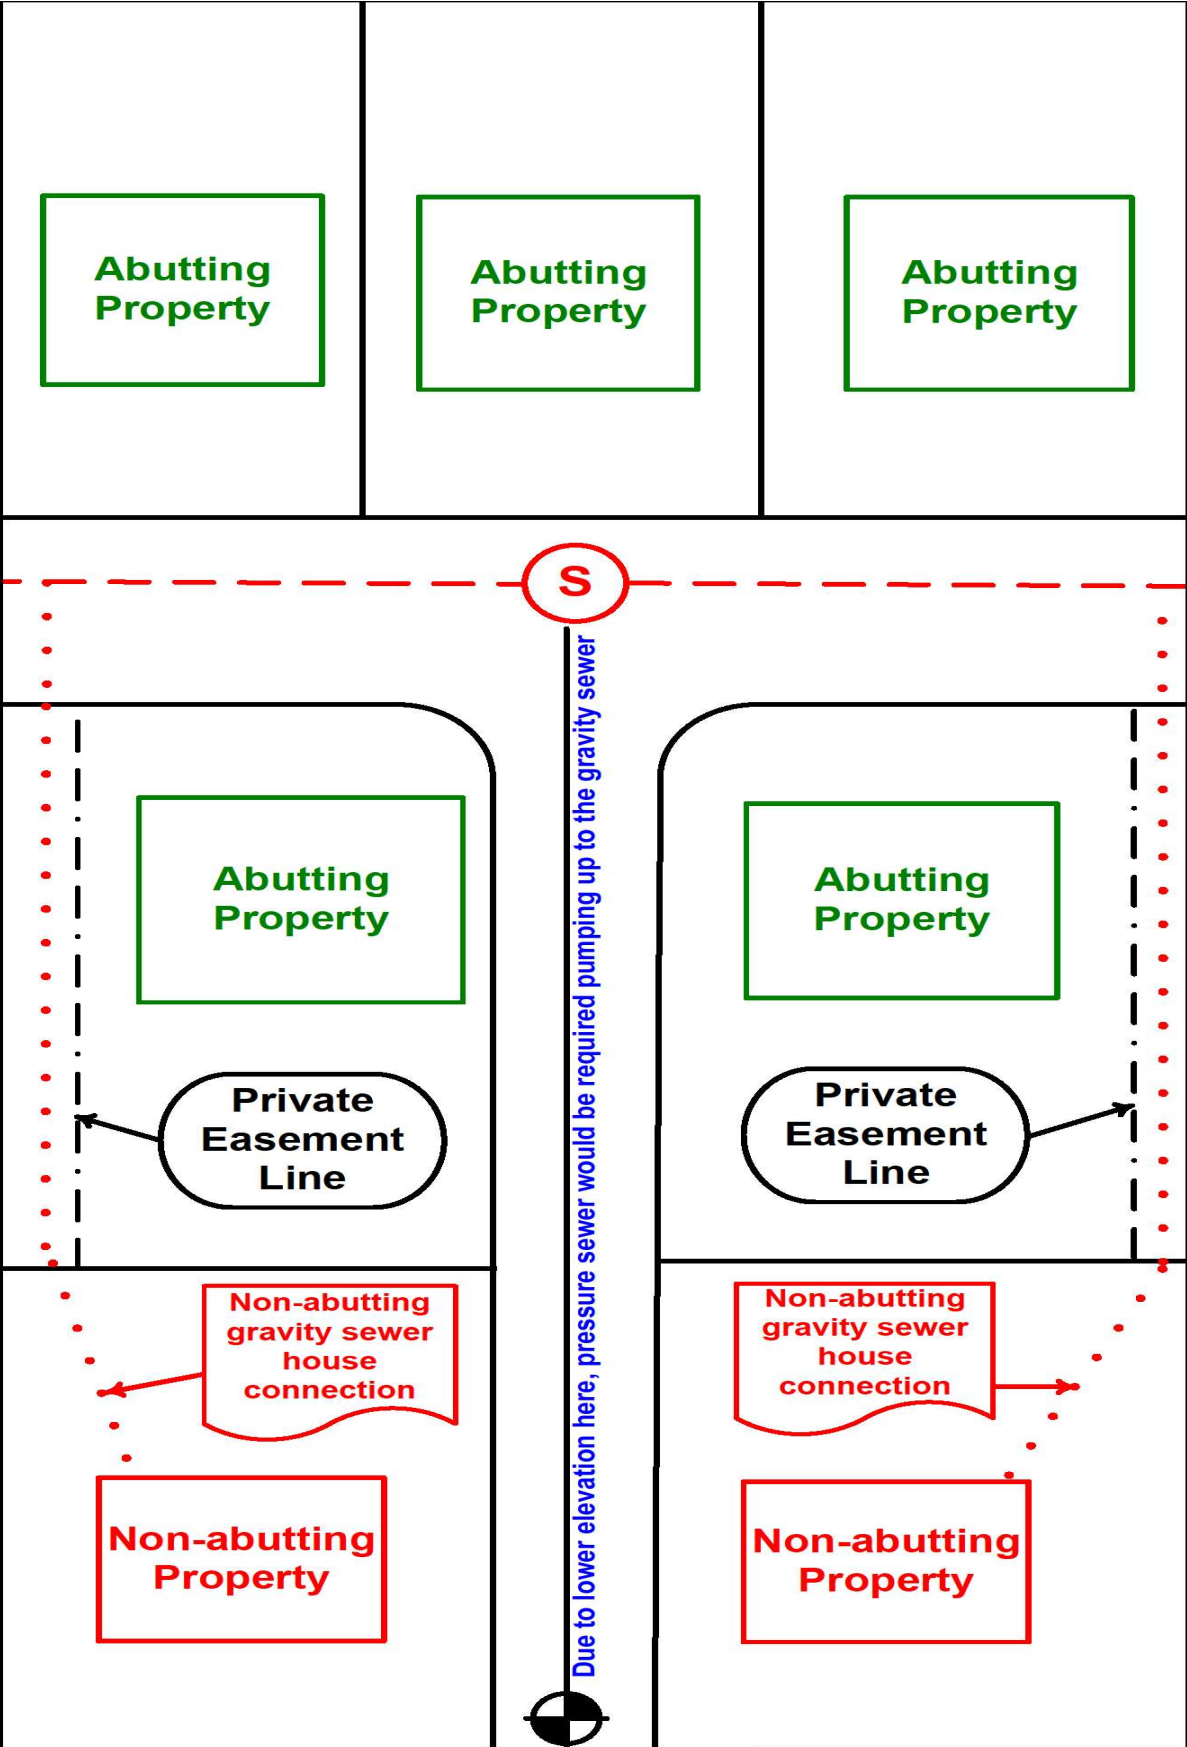 Abutting
Property
Abutting
Property
Abutting
Property
S
Due to lower elevation here, pressure sewer would be required pumping up to the gravity sewer
Abutting
Property
Abutting
Property
Private
Easement
Line
Private
Easement
Line
Non-abutting
gravity sewer
house
connection
Non-abutting
gravity sewer
house
connection
Non-abutting
Property
Non-abutting
Property